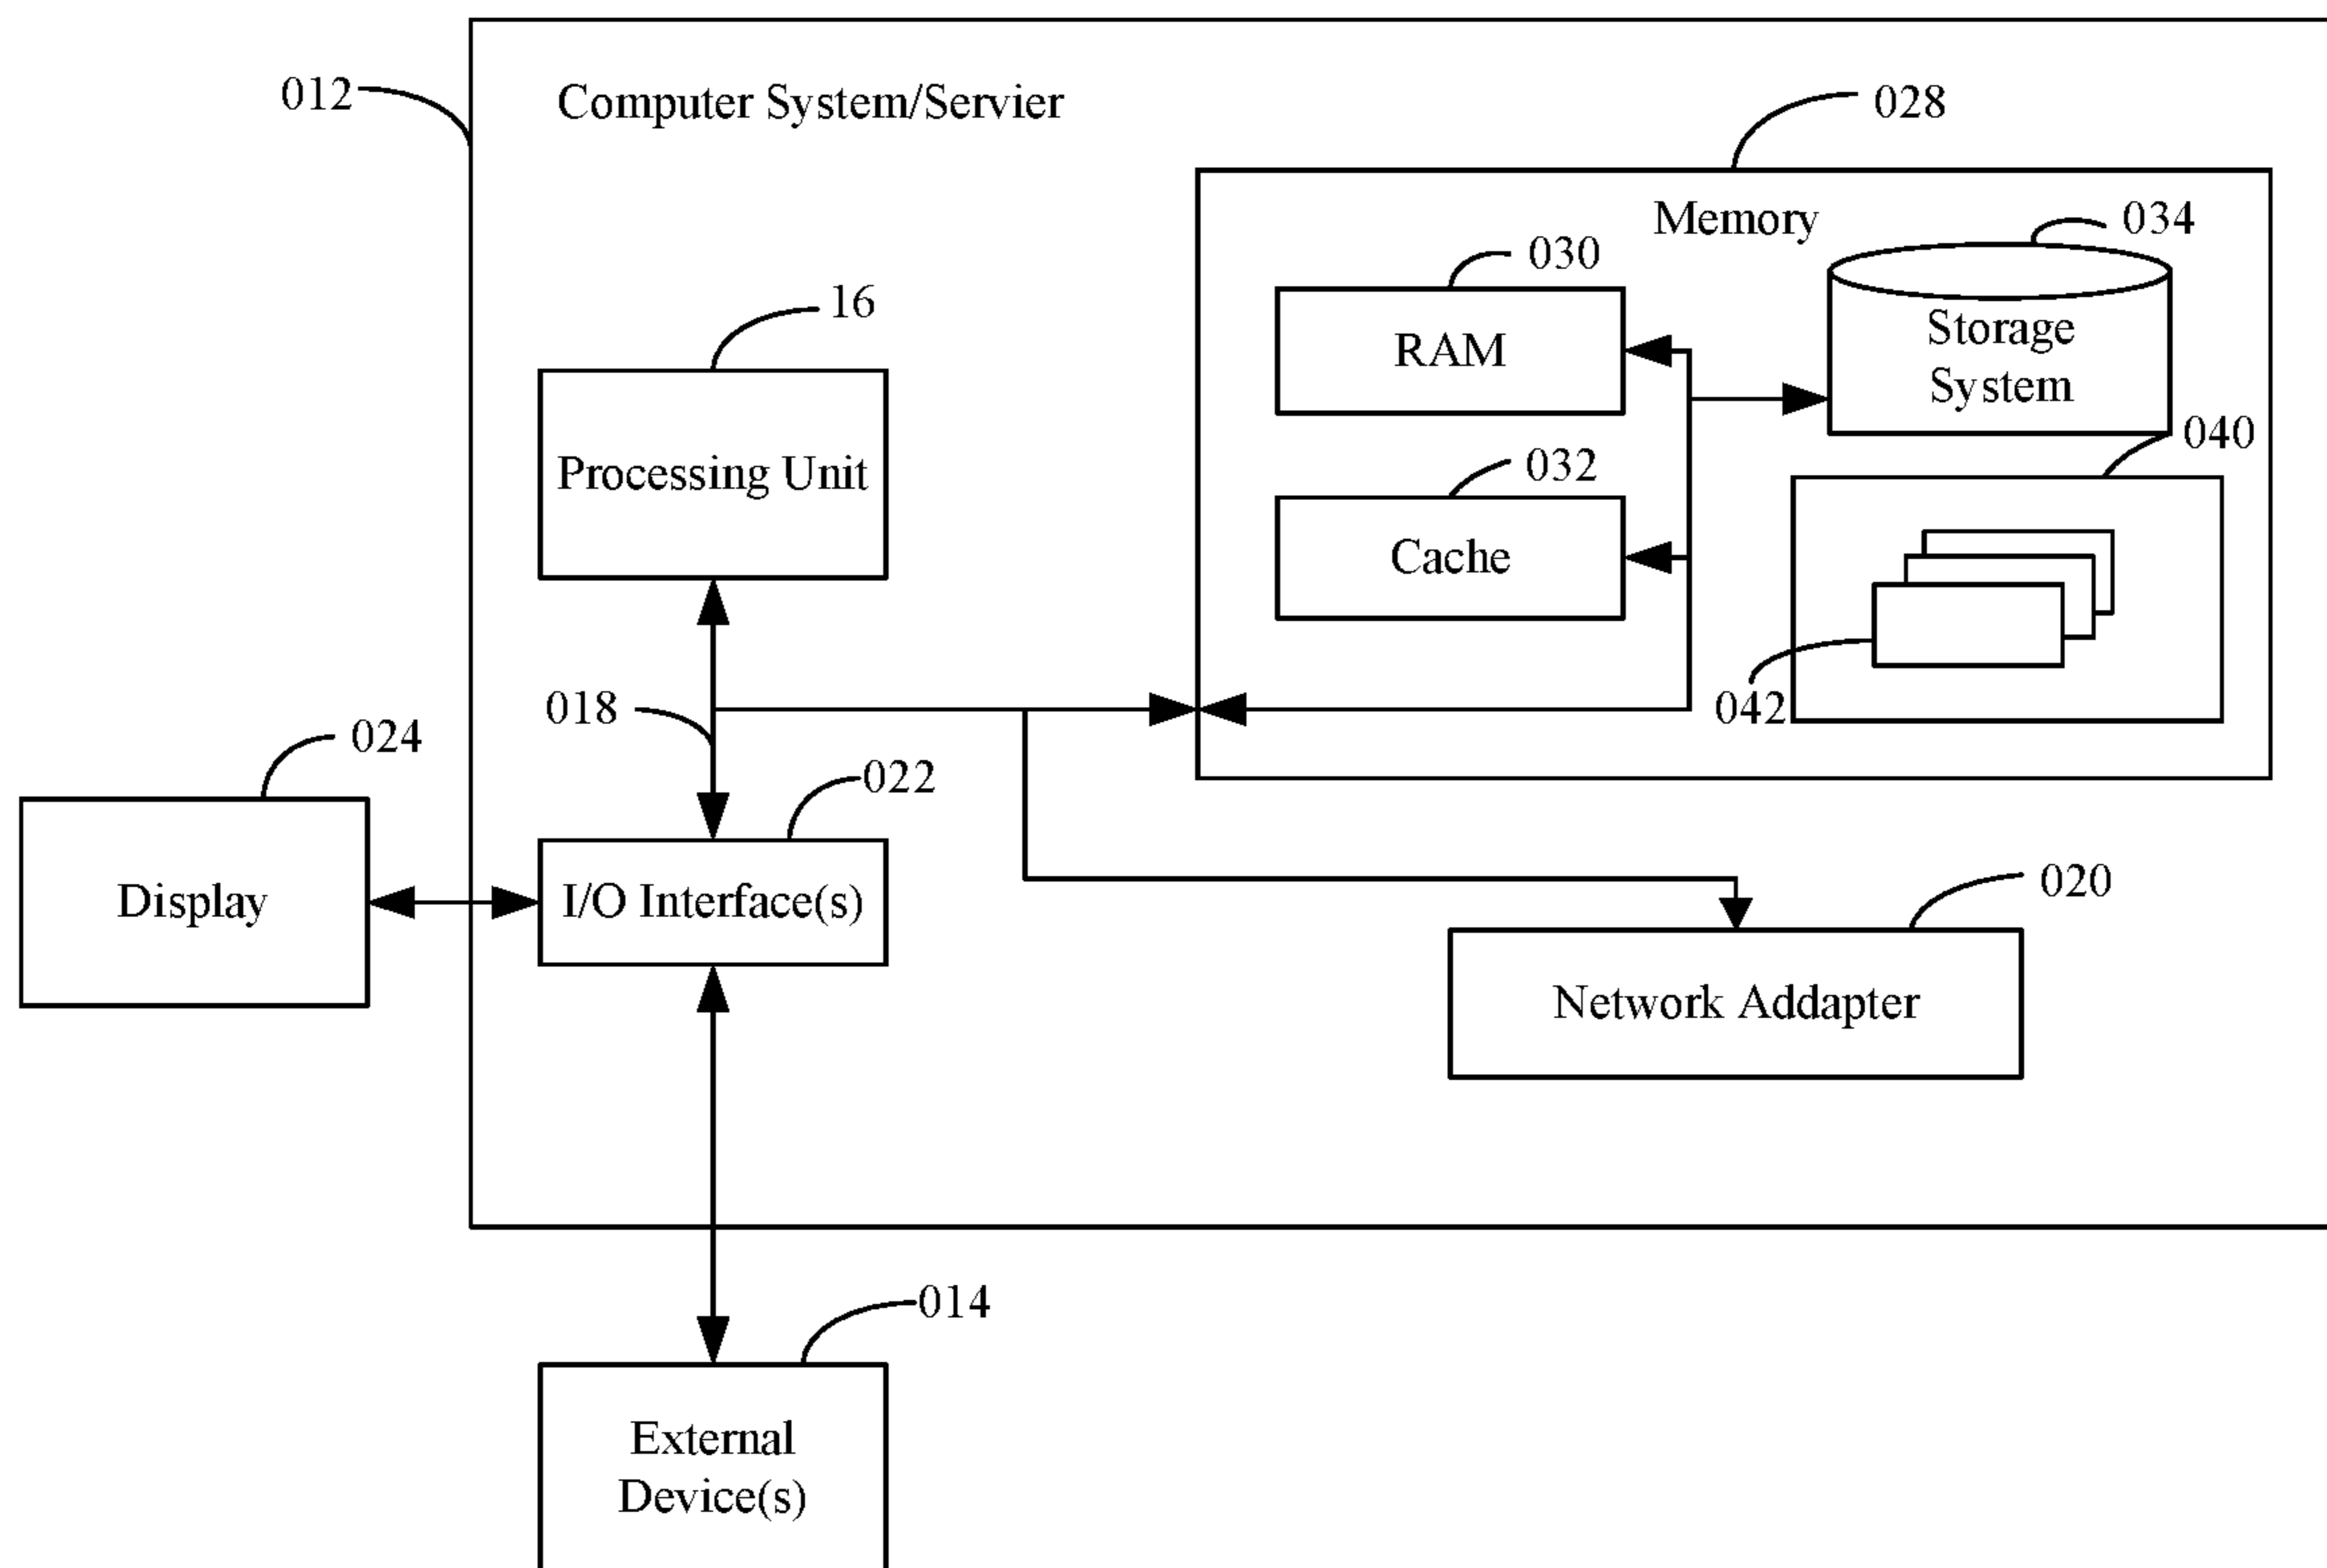 012
Computer System/Servier
028
Memory
034
030
16
RAM
Storage
System
040
Processing Unit
032
Cache
018
042
024
022
Display
I/O Interface(s)
020
Network Addapter
014
External
Device(s)